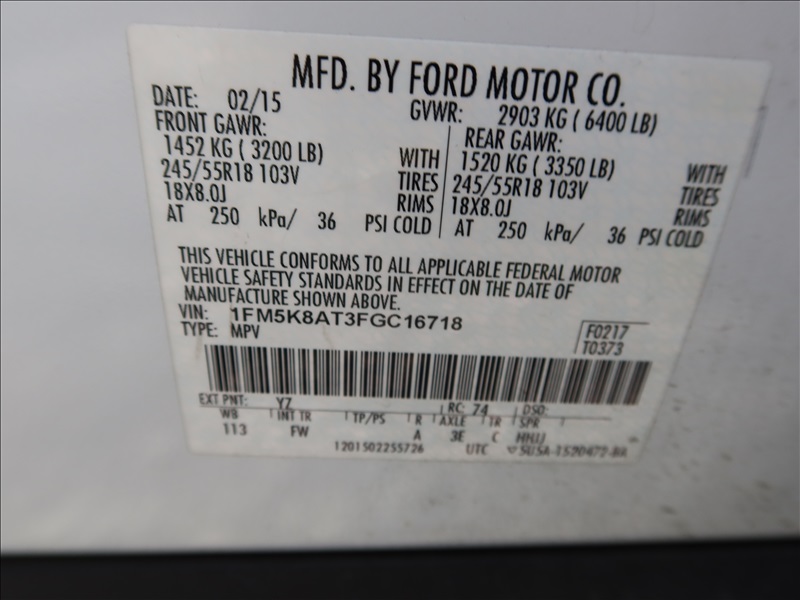 MFD. BY FORD MOTOR CO.
DATE: 02/15 GVWR: 2903 KG ( 6400 LB)
FRONT GAWR: REAR GAWR:
1452 KG ( 3200 LB) WITH 1520 KG ( 3350 LB) WITH
245/55R18 103V TIRES 245/55R18 103V TIRES
18X8.0J RIMS 18X8.0J RIMS
AT 250 kPa/ 36 PSI COLD AT 250 kPa/ 36 PSI COLD
THIS VEHICLE CONFORMS TO ALL APPLICABLE FEDERAL MOTOR
VEHICLE SAFETY STANDARDS IN EFFECT ON THE DATE OF
MANUFACTURE SHOWN ABOVE.
VIN: 1FM5K8AT3FGC16718
TYPE: MPV F0217
T0373
EXT PNT: YZ RC: 74 DSO:
WB INT TR TP/PS R AXLE TR SPR
113 FW A 3E C HHIJ
1201502255726 UTC